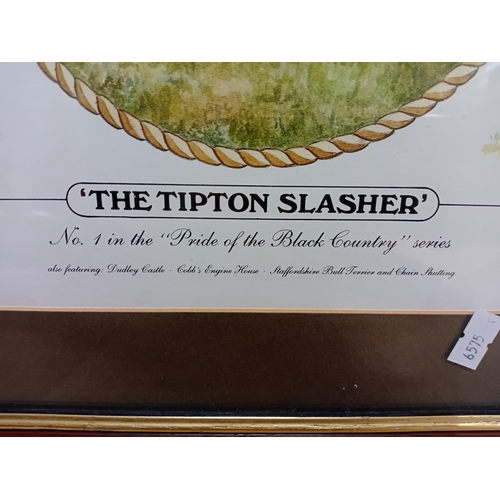 'THE TIPTON SLASHER'
No. 1 in the "Pride of the Black Country" series
also featuring: Dudley Castle · Cobb's Engine House · Staffordshire Bull Terrier and Chain Shutting
6575